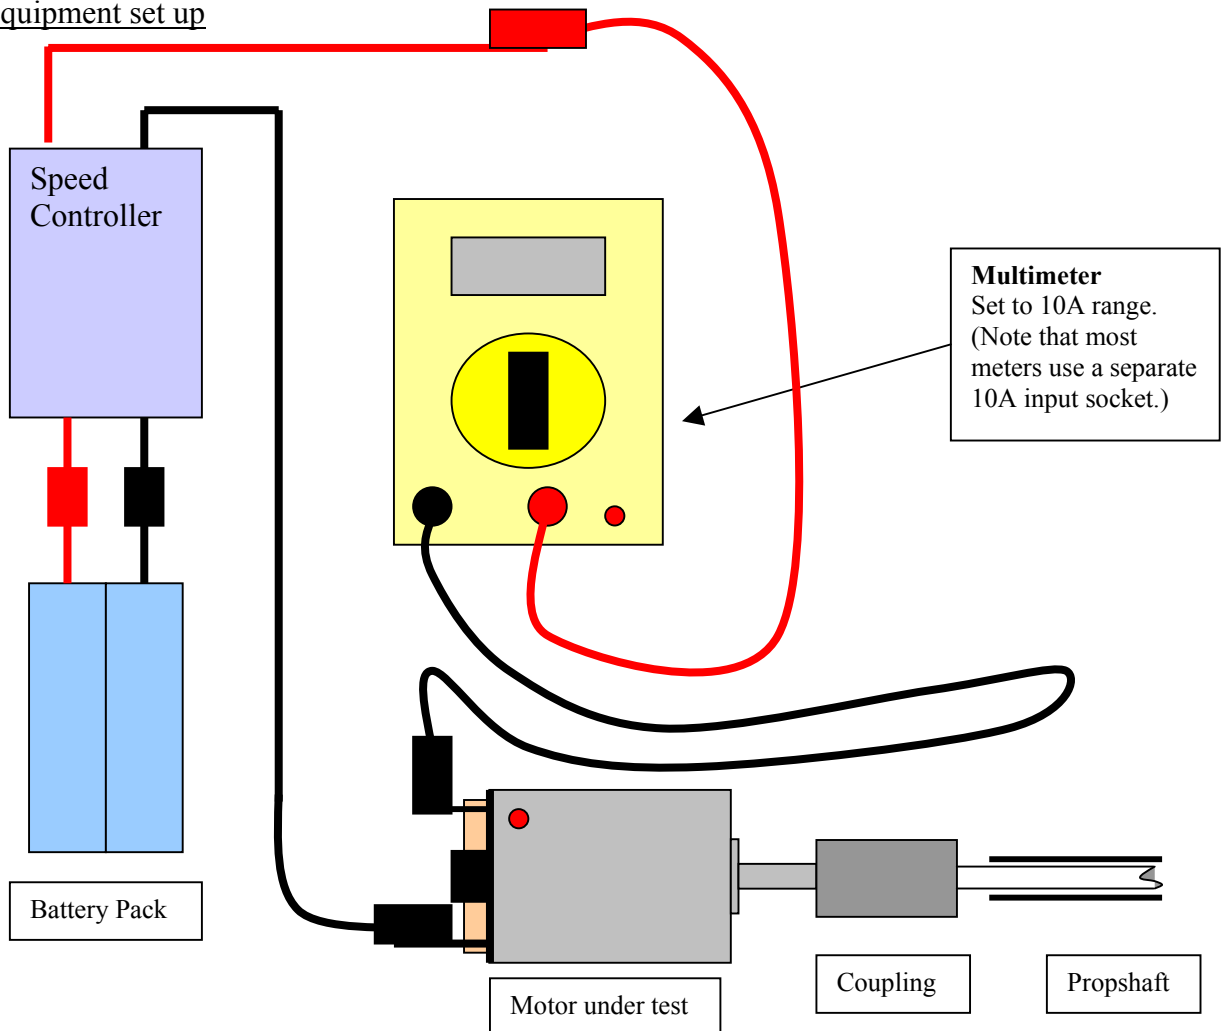 quipment set up
Speed
Controller
Multimeter
Set to 10A range.
(Note that most
meters use a separate
10A input socket.)
Battery Pack
Motor under test
Coupling
Propshaft